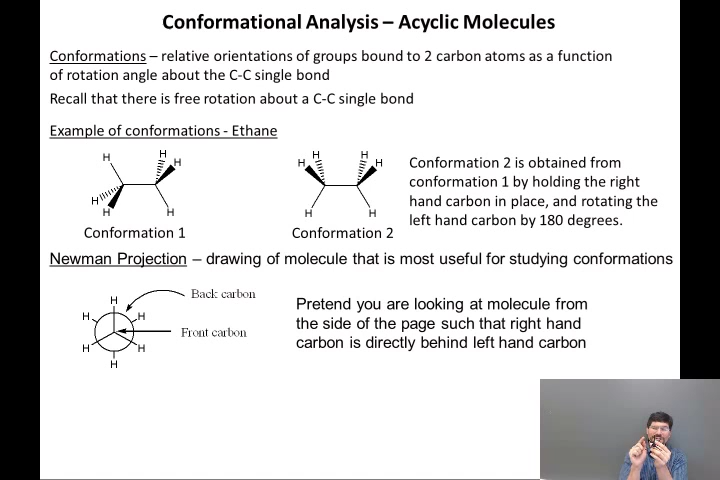 Conformational Analysis – Acyclic Molecules
Conformations – relative orientations of groups bound to 2 carbon atoms as a function
of rotation angle about the C-C single bond
Recall that there is free rotation about a C-C single bond
Example of conformations - Ethane
H H H H H H
H H H H H H
Conformation 1
Conformation 2
Conformation 2 is obtained from
conformation 1 by holding the right
hand carbon in place, and rotating the
left hand carbon by 180 degrees.
Newman Projection – drawing of molecule that is most useful for studying conformations
H
H H
H H
H
Back carbon
Front carbon
Pretend you are looking at molecule from
the side of the page such that right hand
carbon is directly behind left hand carbon